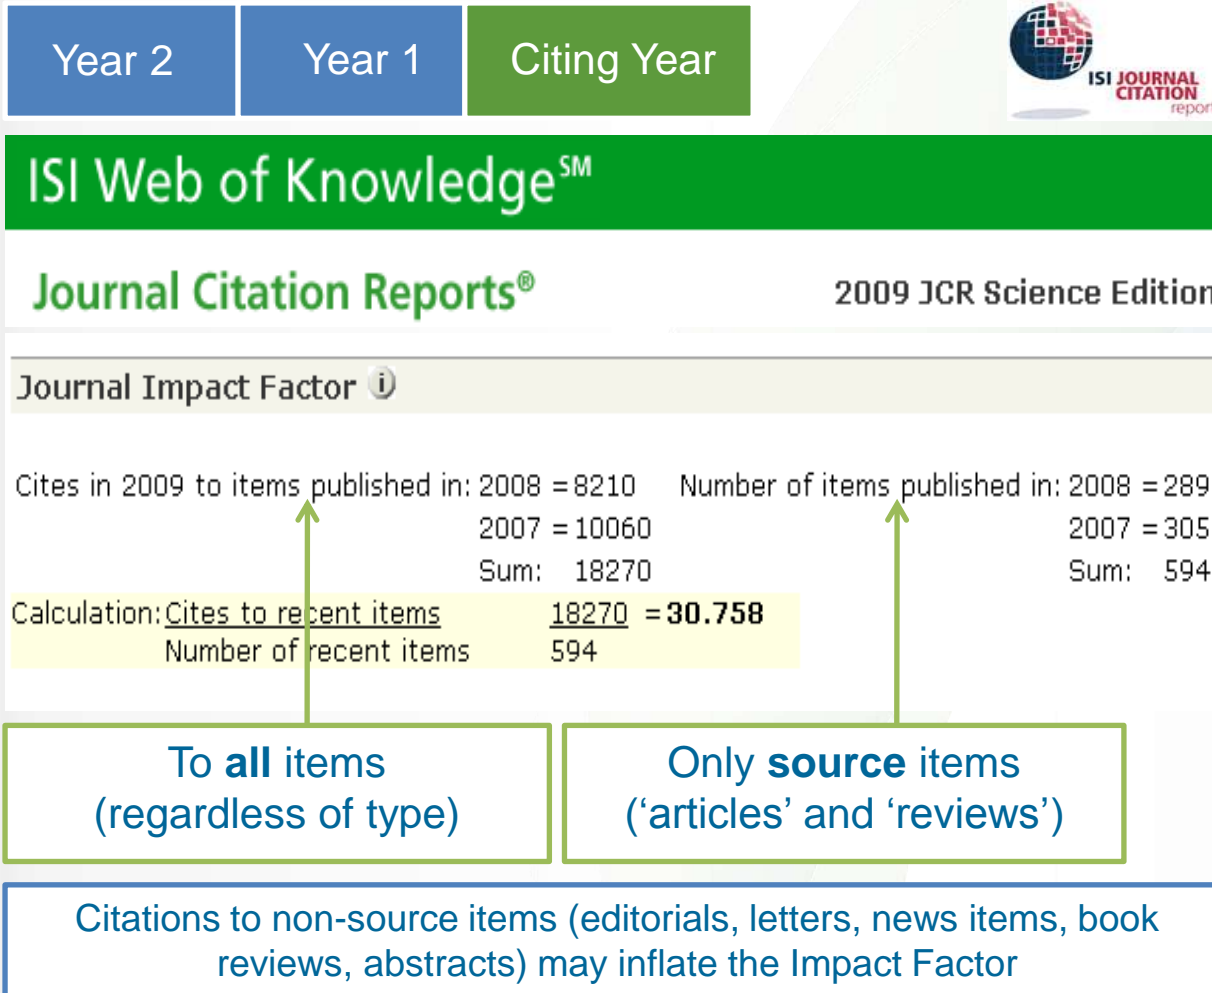 Year 2 Year 1 Citing Year
ISI JOURNAL
CITATION
report
ISI Web of Knowledge℠
Journal Citation Reports®
2009 JCR Science Edition
Journal Impact Factor i
Cites in 2009 to items published in: 2008 = 8210 Number of items published in: 2008 = 289
2007 = 10060 2007 = 305
Sum: 18270 Sum: 594
Calculation: Cites to recent items 18270 = 30.758
Number of recent items 594
To all items
(regardless of type)
Only source items
(‘articles’ and ‘reviews’)
Citations to non-source items (editorials, letters, news items, book
reviews, abstracts) may inflate the Impact Factor